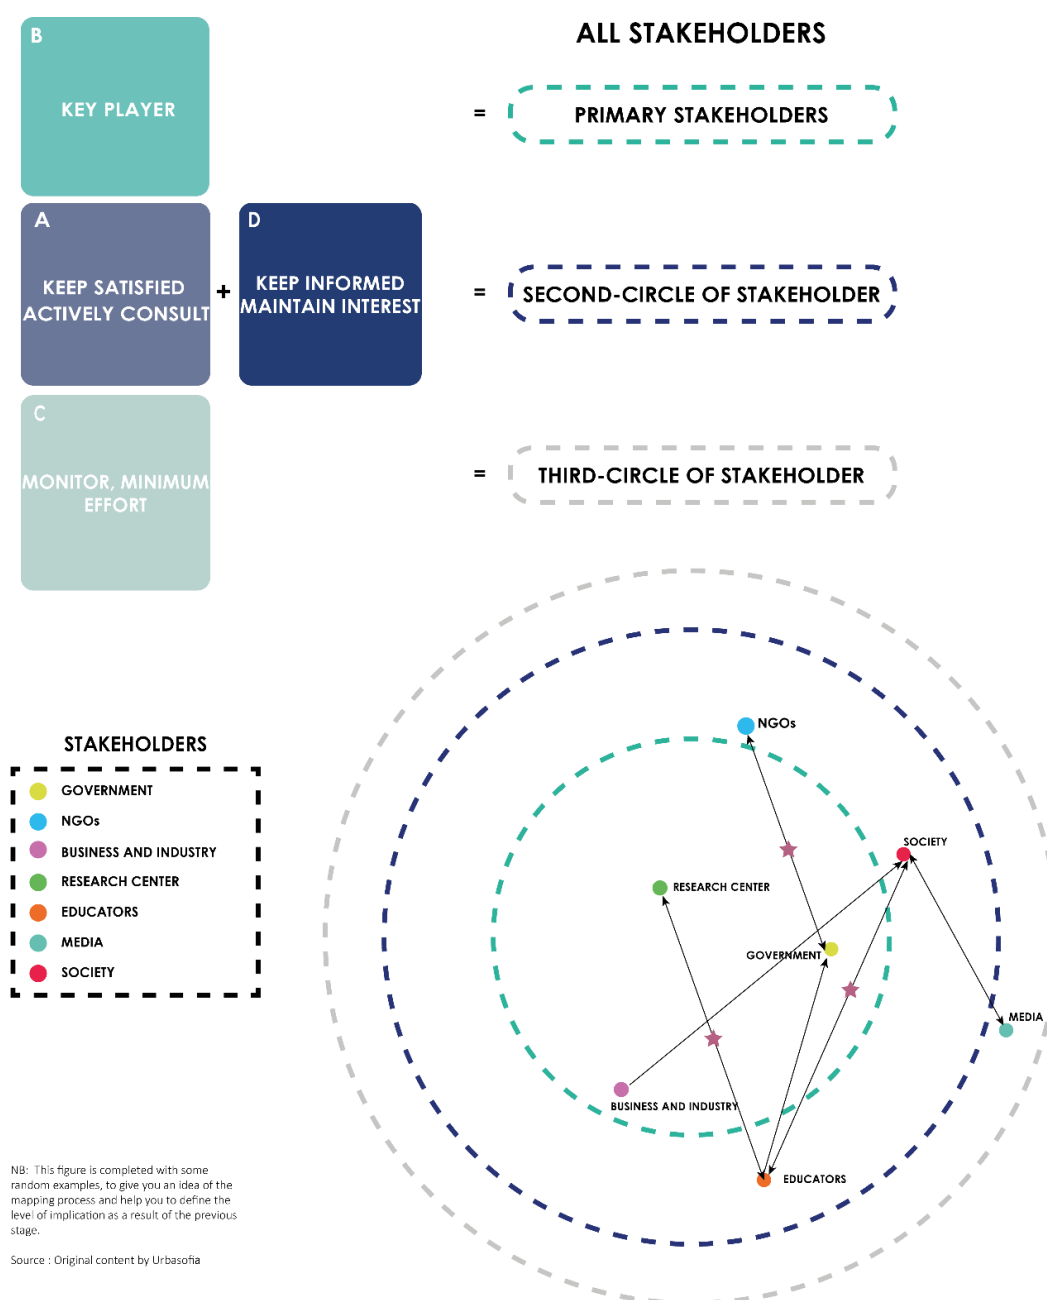 B
ALL STAKEHOLDERS
KEY PLAYER
=
PRIMARY STAKEHOLDERS
A
D
KEEP SATISFIED
ACTIVELY CONSULT
+
KEEP INFORMED
MAINTAIN INTEREST
=
SECOND-CIRCLE OF STAKEHOLDER
C
MONITOR, MINIMUM
EFFORT
=
THIRD-CIRCLE OF STAKEHOLDER
STAKEHOLDERS
GOVERNMENT
NGOs
BUSINESS AND INDUSTRY
RESEARCH CENTER
EDUCATORS
MEDIA
SOCIETY
NGOs
SOCIETY
RESEARCH CENTER
GOVERNMENT
MEDIA
BUSINESS AND INDUSTRY
EDUCATORS
NB: This figure is completed with some
random examples, to give you an idea of the
mapping process and help you to define the
level of implication as a result of the previous
stage.
Source : Original content by Urbasofia